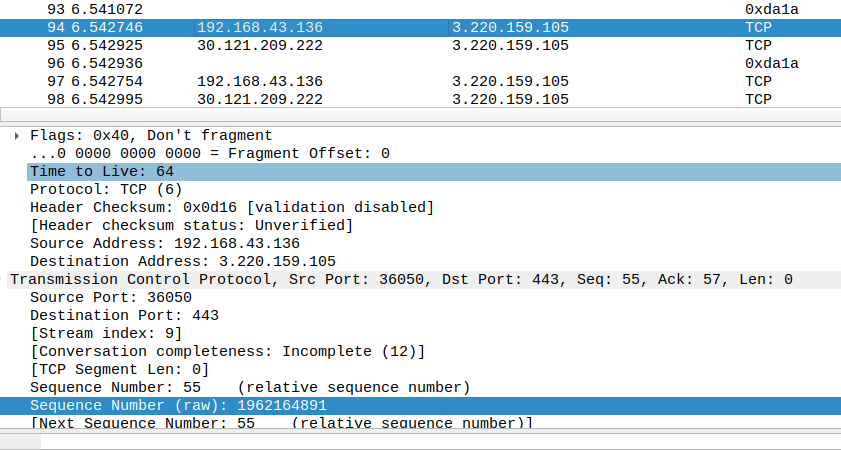 93 6.541072 0xda1a
94 6.542746 192.168.43.136 3.220.159.105 TCP
95 6.542925 30.121.209.222 3.220.159.105 TCP
96 6.542936 0xda1a
97 6.542754 192.168.43.136 3.220.159.105 TCP
98 6.542995 30.121.209.222 3.220.159.105 TCP
Flags: 0x40, Don't fragment
...0 0000 0000 0000 = Fragment Offset: 0
Time to Live: 64
Protocol: TCP (6)
Header Checksum: 0x0d16 [validation disabled]
[Header checksum status: Unverified]
Source Address: 192.168.43.136
Destination Address: 3.220.159.105
Transmission Control Protocol, Src Port: 36050, Dst Port: 443, Seq: 55, Ack: 57, Len: 0
Source Port: 36050
Destination Port: 443
[Stream index: 9]
[Conversation completeness: Incomplete (12)]
[TCP Segment Len: 0]
Sequence Number: 55 (relative sequence number)
Sequence Number (raw): 1962164891
[Next Sequence Number: 55 (relative sequence number)]